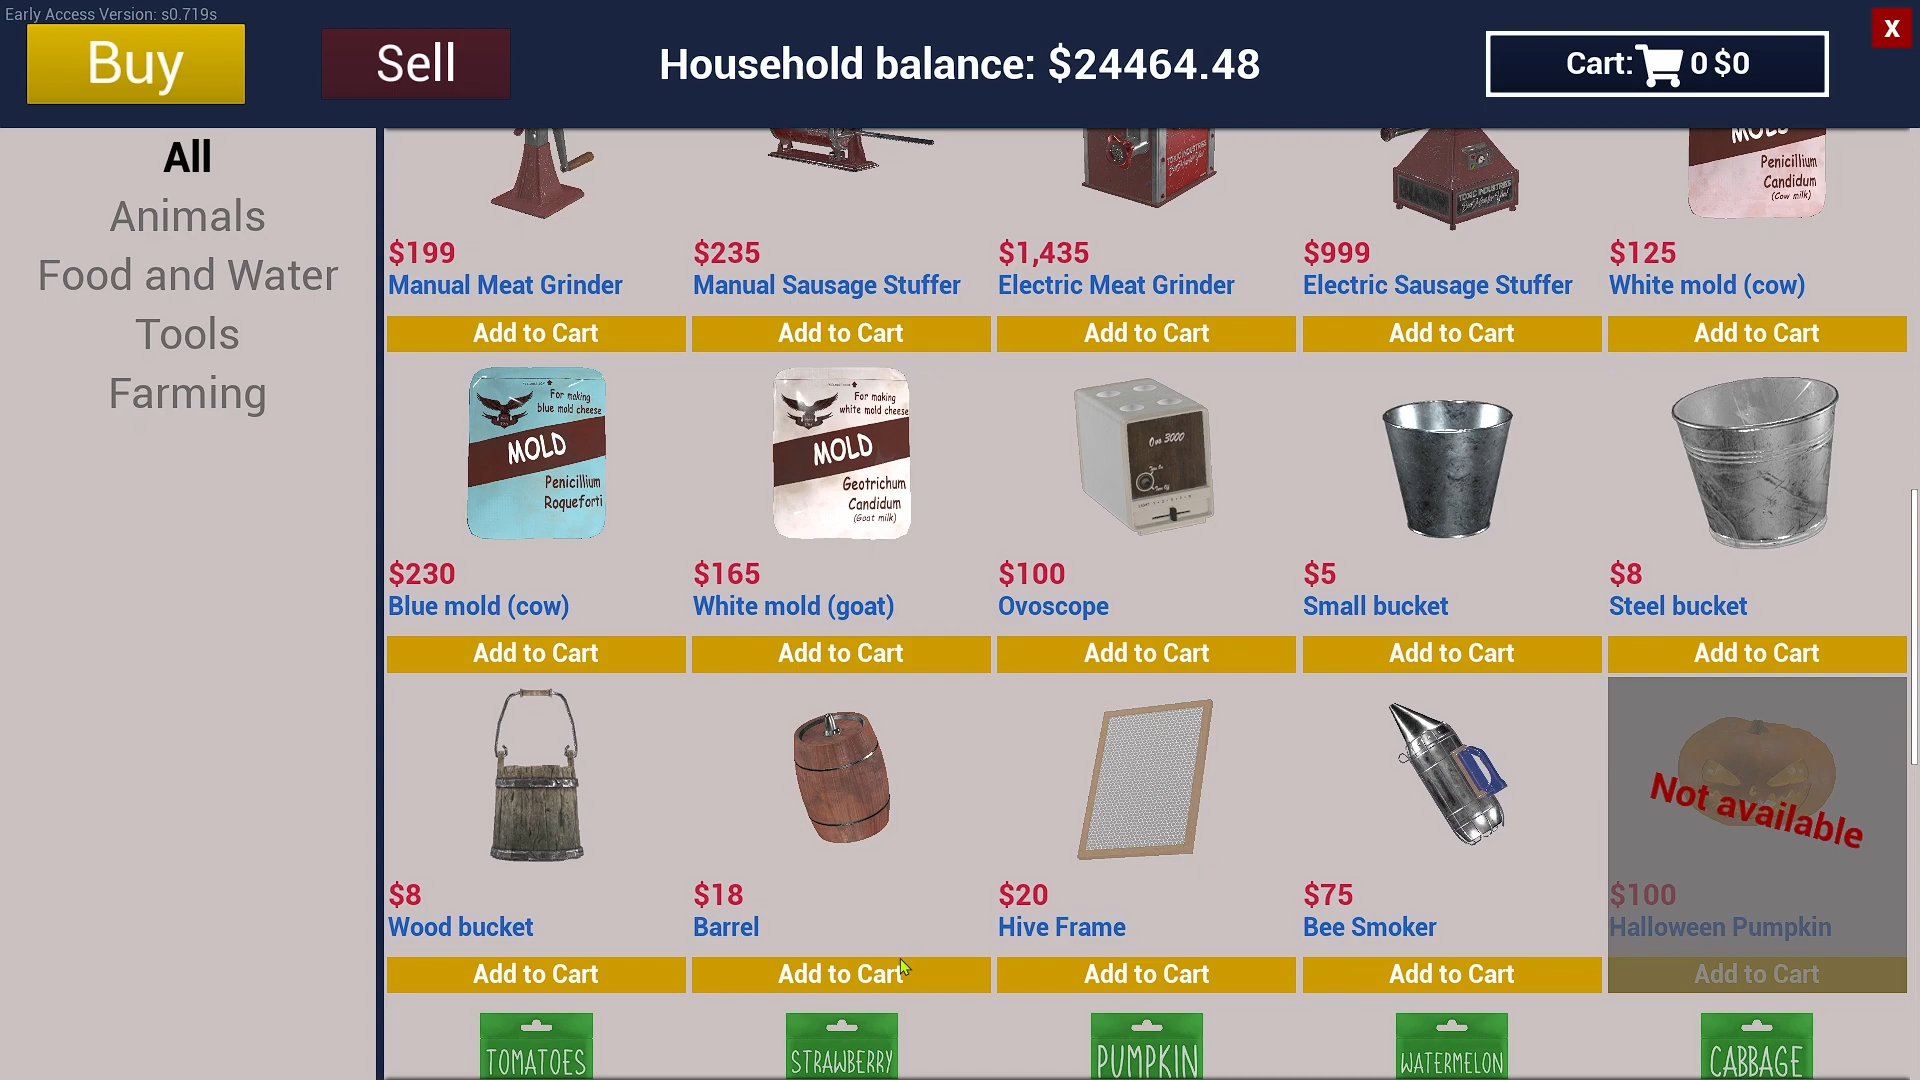 Early Access Version: s0.719s
Buy
Sell
Household balance: $24464.48
Cart: 0 $0
X
All
Animals
Food and Water
Tools
Farming
TOXIC INDUSTRIES
TOXIC INDUSTRIES
MOLD
Penicillium
Candidum
(Cow milk)
$199
$235
$1,435
$999
$125
Manual Meat Grinder
Manual Sausage Stuffer
Electric Meat Grinder
Electric Sausage Stuffer
White mold (cow)
Add to Cart
Add to Cart
Add to Cart
Add to Cart
Add to Cart
For making
blue mold cheese
MOLD
Penicillium
Roqueforti
For making
white mold cheese
MOLD
Geotrichum
Candidum
(Goat milk)
Ovo 3000
$230
$165
$100
$5
$8
Blue mold (cow)
White mold (goat)
Ovoscope
Small bucket
Steel bucket
Add to Cart
Add to Cart
Add to Cart
Add to Cart
Add to Cart
Not available
$8
$18
$20
$75
$100
Wood bucket
Barrel
Hive Frame
Bee Smoker
Halloween Pumpkin
Add to Cart
Add to Cart
Add to Cart
Add to Cart
Add to Cart
TOMATOES
STRAWBERRY
PUMPKIN
WATERMELON
CABBAGE